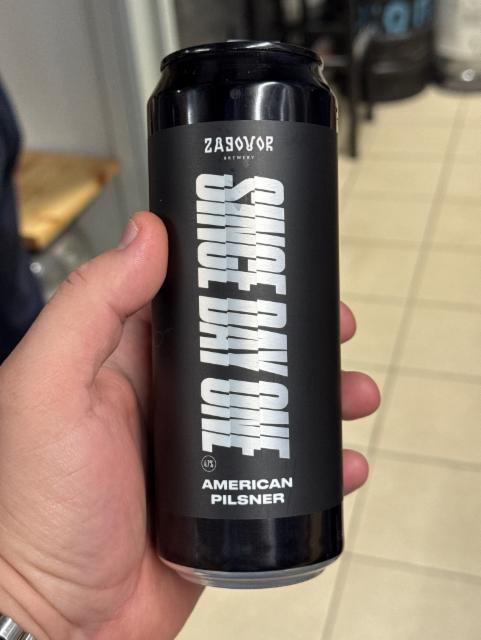 ZAGOVOR
BREWERY
SINCE DAY ONE
SINCE DAY ONE
4.7%
AMERICAN
PILSNER